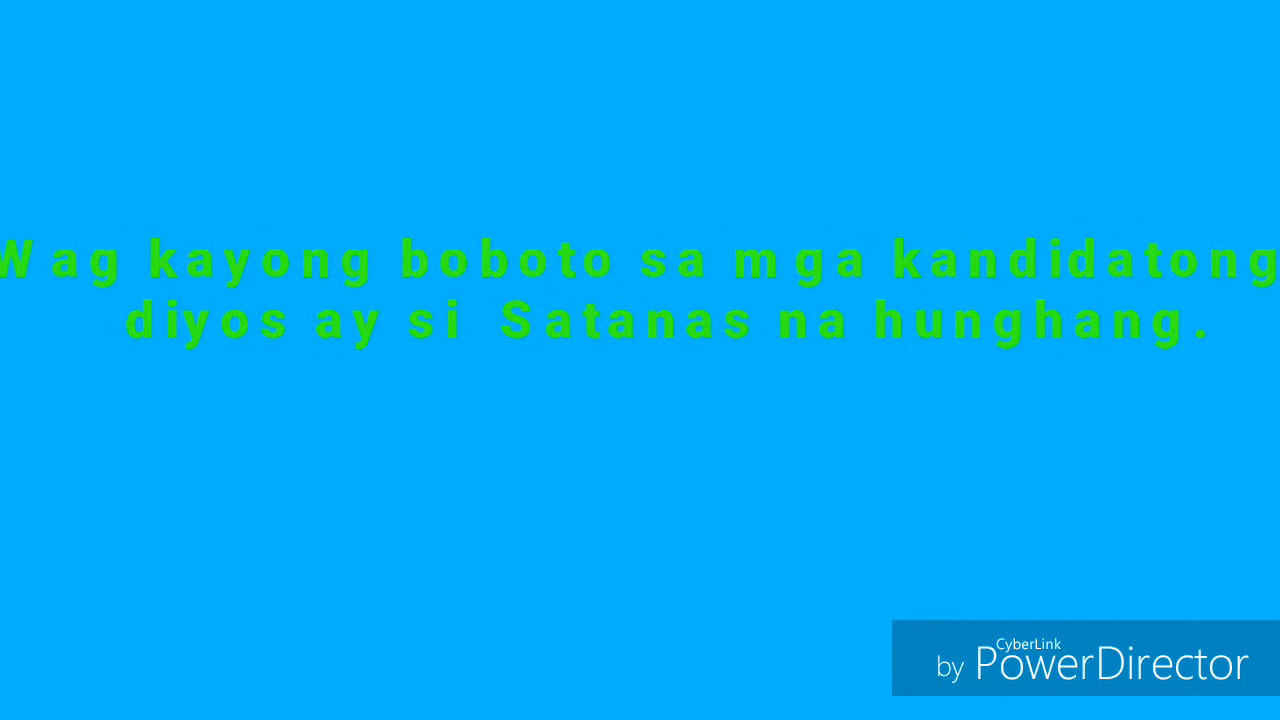 Wag kayong boboto sa mga kandidatong
diyos ay si Satanas na hunghang.
CyberLink
by PowerDirector